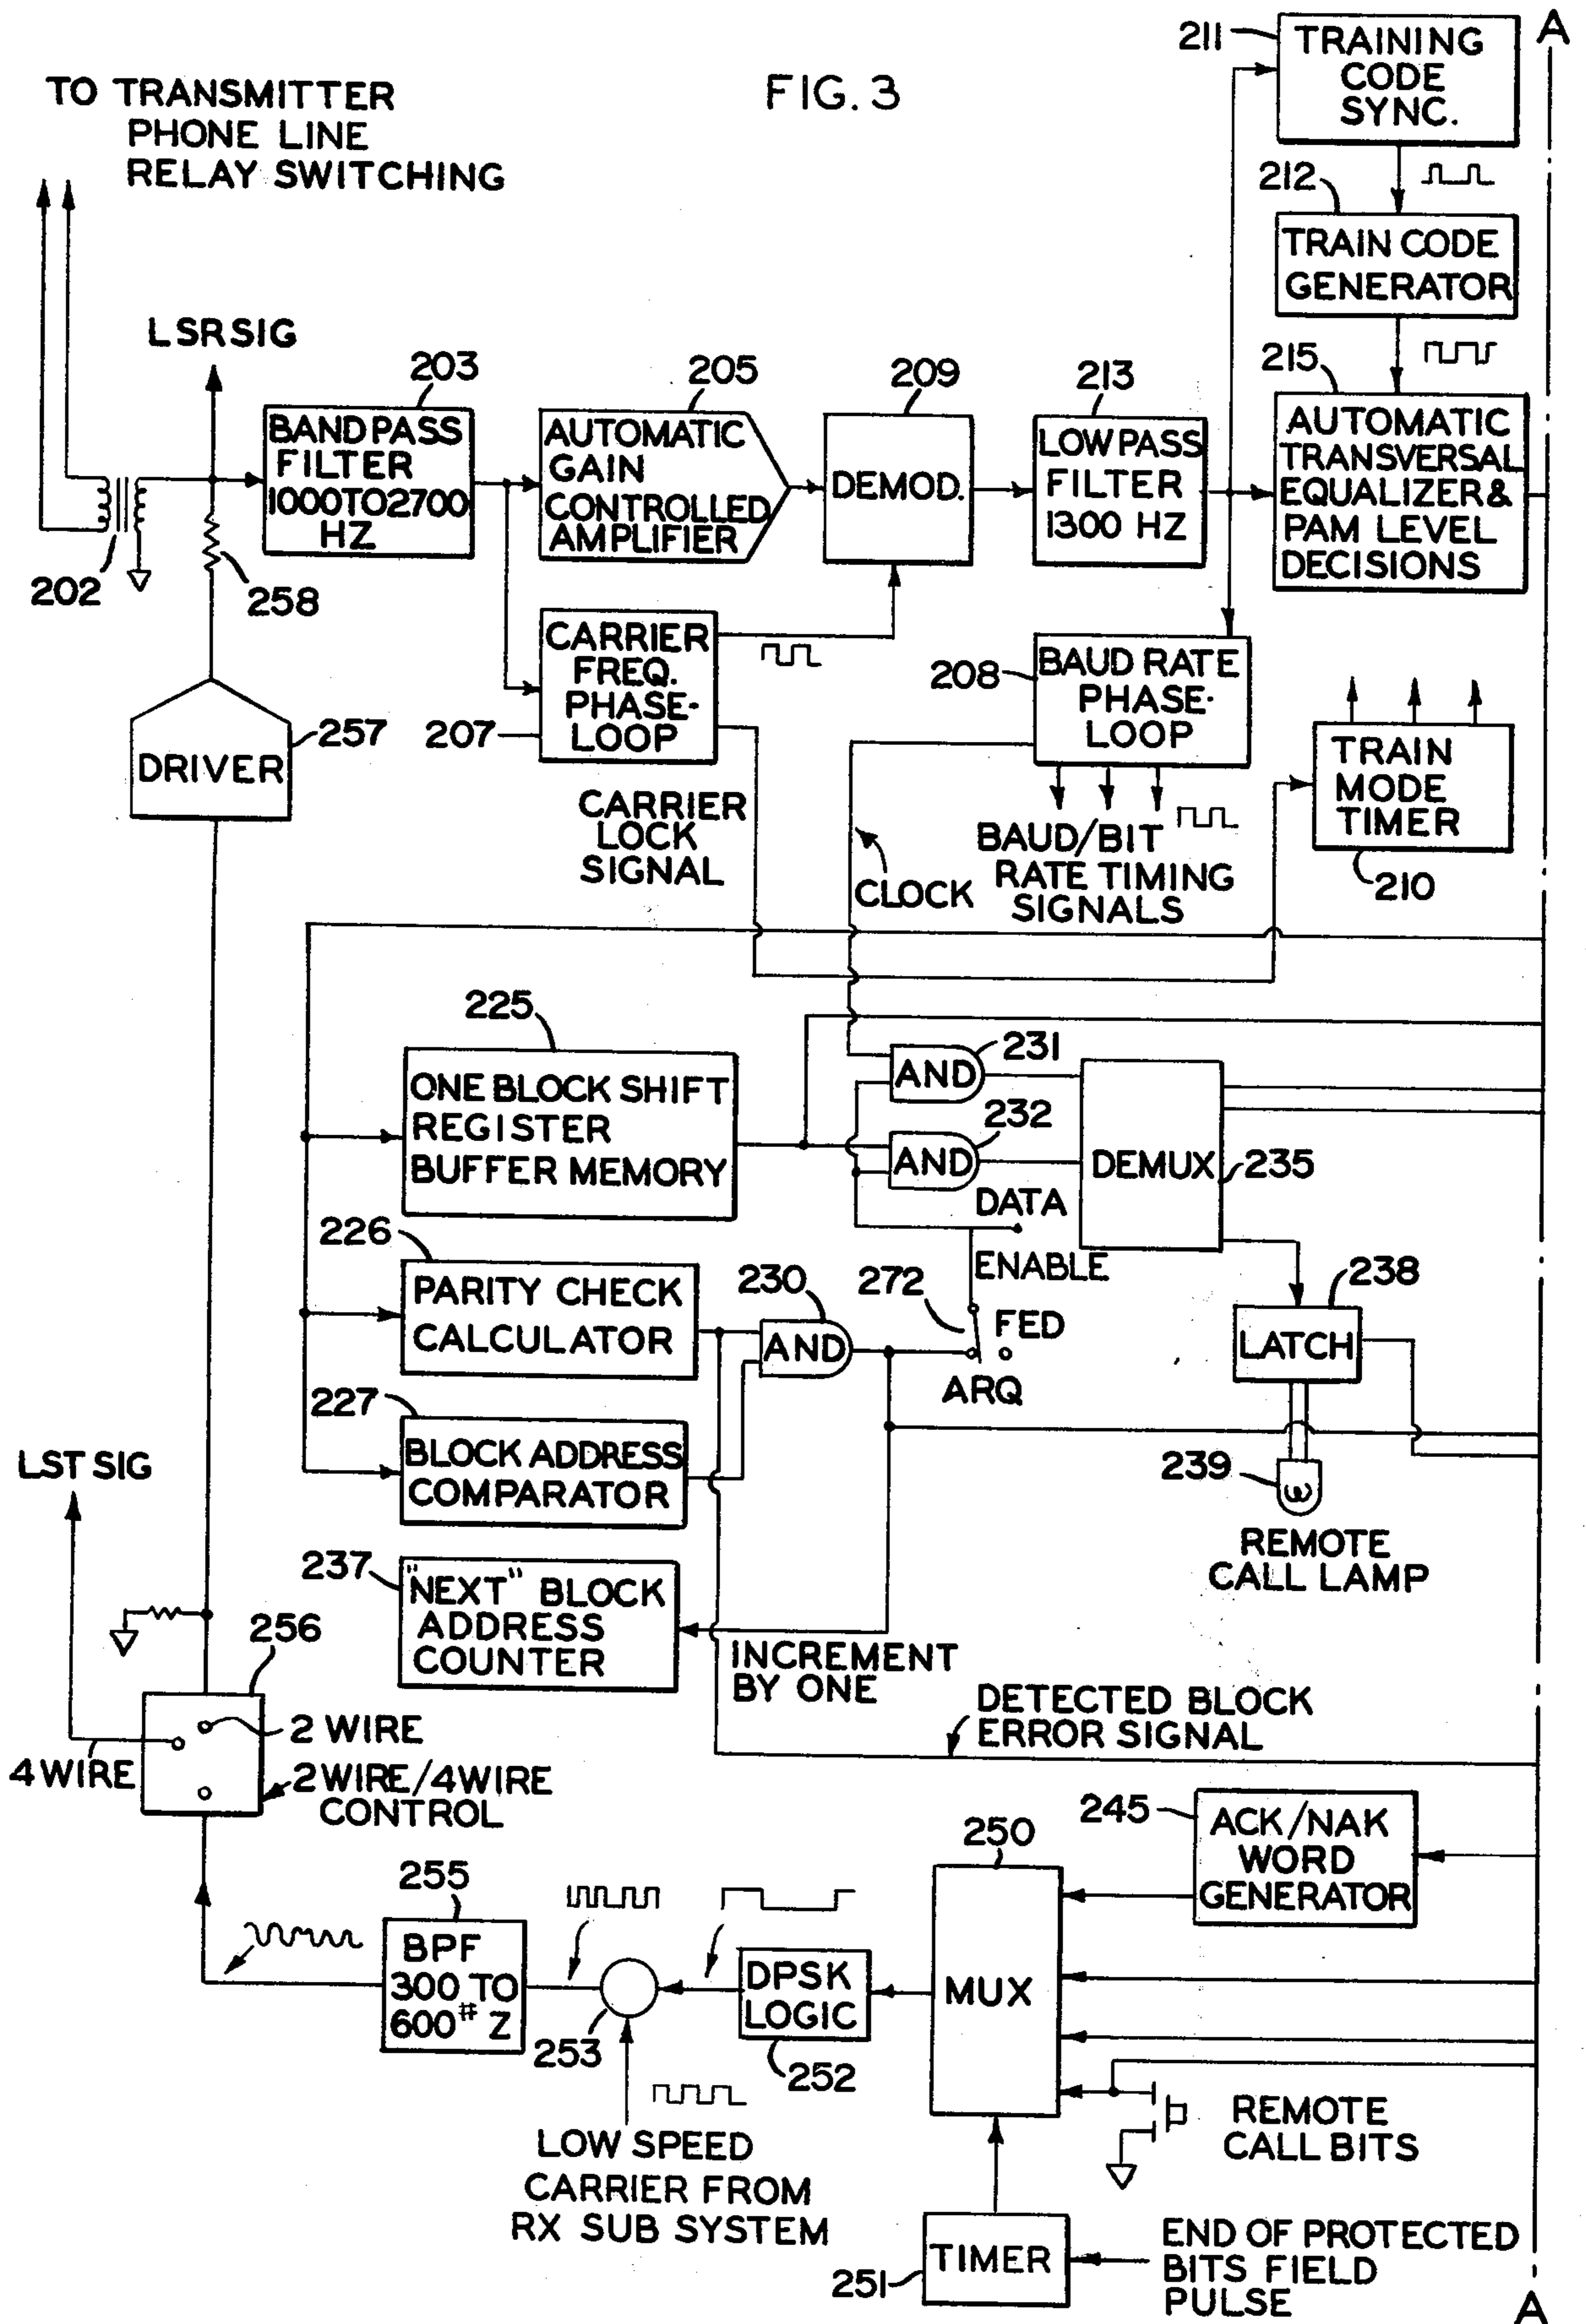 FIG. 3
A
211
TRAINING
CODE
SYNC.
TO TRANSMITTER
PHONE LINE
RELAY SWITCHING
212
TRAIN CODE
GENERATOR
LSRSIG
203
BAND PASS
FILTER
1000 TO 2700
HZ
205
AUTOMATIC
GAIN
CONTROLLED
AMPLIFIER
209
DEMOD.
213
LOW PASS
FILTER
1300 HZ
215
AUTOMATIC
TRANSVERSAL
EQUALIZER &
PAM LEVEL
DECISIONS
202
258
CARRIER
FREQ.
PHASE-
LOOP
207
208
BAUD RATE
PHASE-
LOOP
257
DRIVER
TRAIN
MODE
TIMER
210
CARRIER
LOCK
SIGNAL
CLOCK
BAUD/BIT
RATE TIMING
SIGNALS
225
ONE BLOCK SHIFT
REGISTER
BUFFER MEMORY
AND
231
AND
232
DEMUX
235
DATA
ENABLE
226
PARITY CHECK
CALCULATOR
230
AND
272
FED
ARQ
238
LATCH
227
BLOCK ADDRESS
COMPARATOR
239
REMOTE
CALL LAMP
LST SIG
237
"NEXT" BLOCK
ADDRESS
COUNTER
INCREMENT
BY ONE
256
2 WIRE
4 WIRE
2 WIRE/4WIRE
CONTROL
DETECTED BLOCK
ERROR SIGNAL
245
ACK/NAK
WORD
GENERATOR
250
MUX
255
BPF
300 TO
600 HZ
253
DPSK
LOGIC
252
LOW SPEED
CARRIER FROM
RX SUB SYSTEM
REMOTE
CALL BITS
251
TIMER
END OF PROTECTED
BITS FIELD
PULSE
A